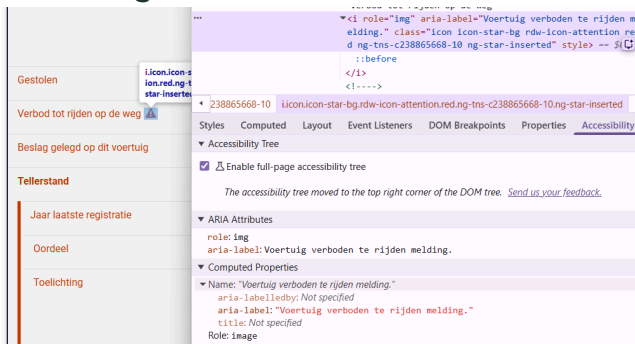 Gestolen
Verbod tot rijden op de weg
Beslag gelegd op dit voertuig
Tellerstand
Jaar laatste registratie
Oordeel
Toelichting
i.icon.icon-s
ion.red.ng-t
star-inserted
...
▼<i role="img" aria-label="Voertuig verboden te rijden m
elding." class="icon icon-star-bg rdw-icon-attention re
d ng-tns-c238865668-10 ng-star-inserted" style> == $
::before
</i>
<!---->
238865668-10 i.icon.icon-star-bg.rdw-icon-attention.red.ng-tns-c238865668-10.ng-star-inserted
Styles Computed Layout Event Listeners DOM Breakpoints Properties Accessibility
▼ Accessibility Tree
Enable full-page accessibility tree
The accessibility tree moved to the top right corner of the DOM tree. Send us your feedback.
▼ ARIA Attributes
role: img
aria-label: Voertuig verboden te rijden melding.
▼ Computed Properties
▼ Name: "Voertuig verboden te rijden melding."
aria-labelledby: Not specified
aria-label: "Voertuig verboden te rijden melding."
title: Not specified
Role: image